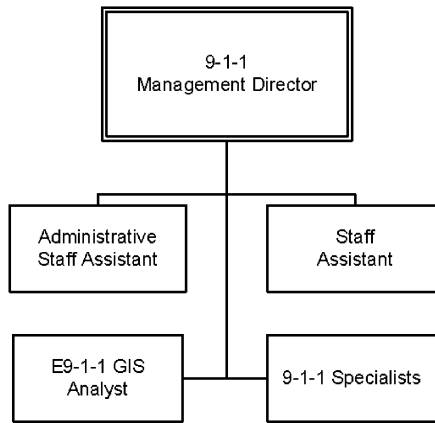 9-1-1
Management Director
Administrative
Staff Assistant
Staff
Assistant
E9-1-1 GIS
Analyst
9-1-1 Specialists